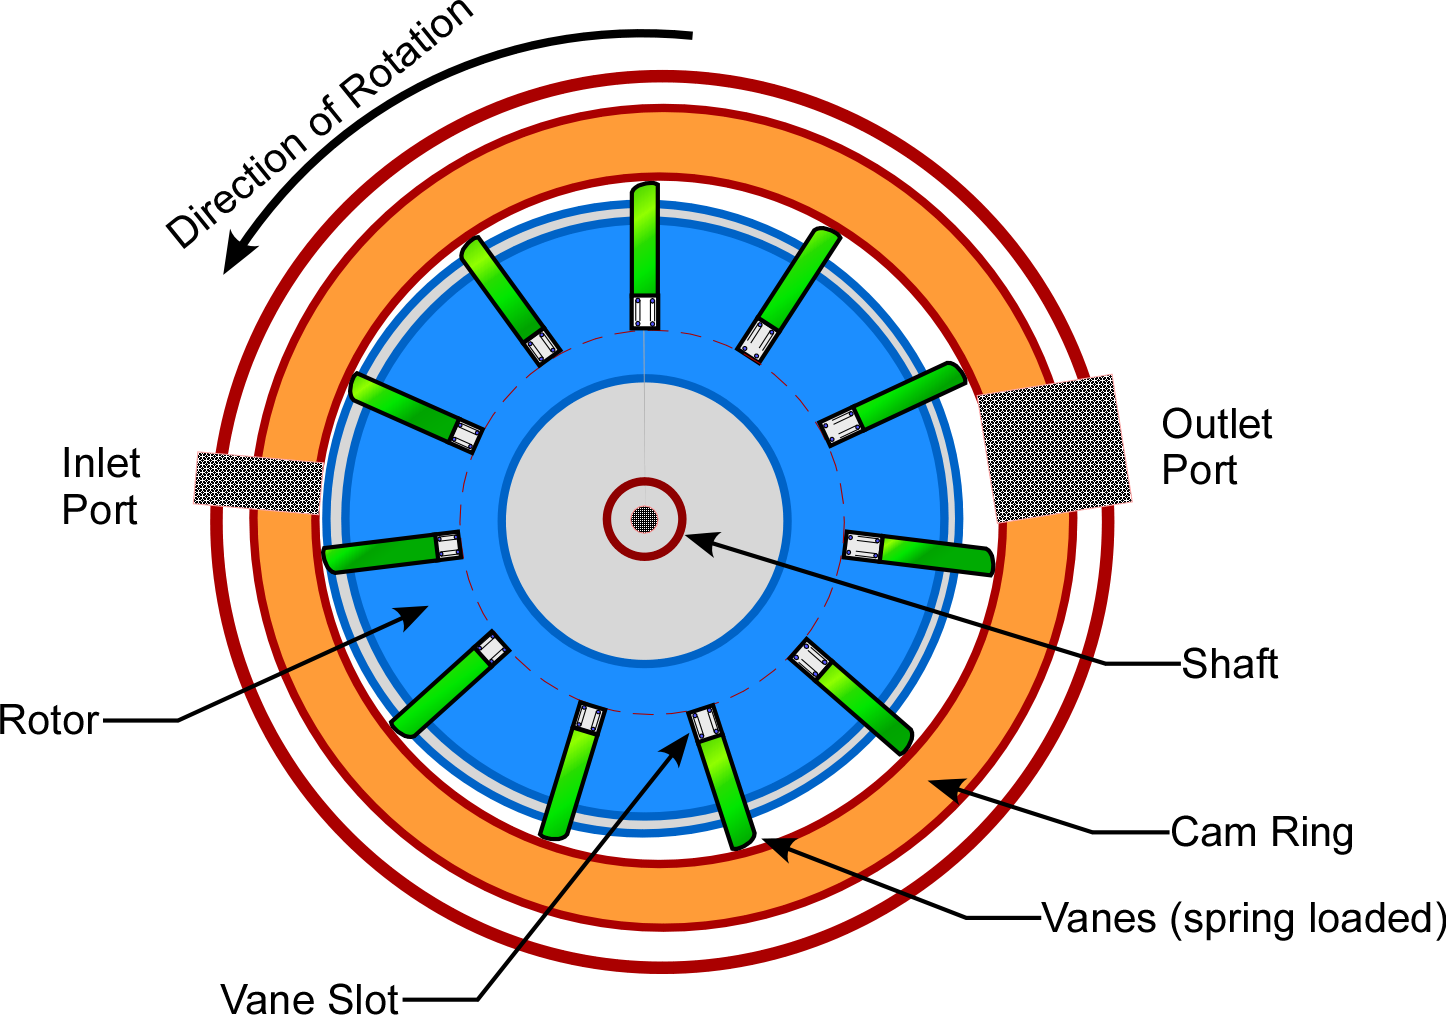 Direction of Rotation
Inlet
Port
Outlet
Port
Shaft
Rotor
Cam Ring
Vanes (spring loaded)
Vane Slot